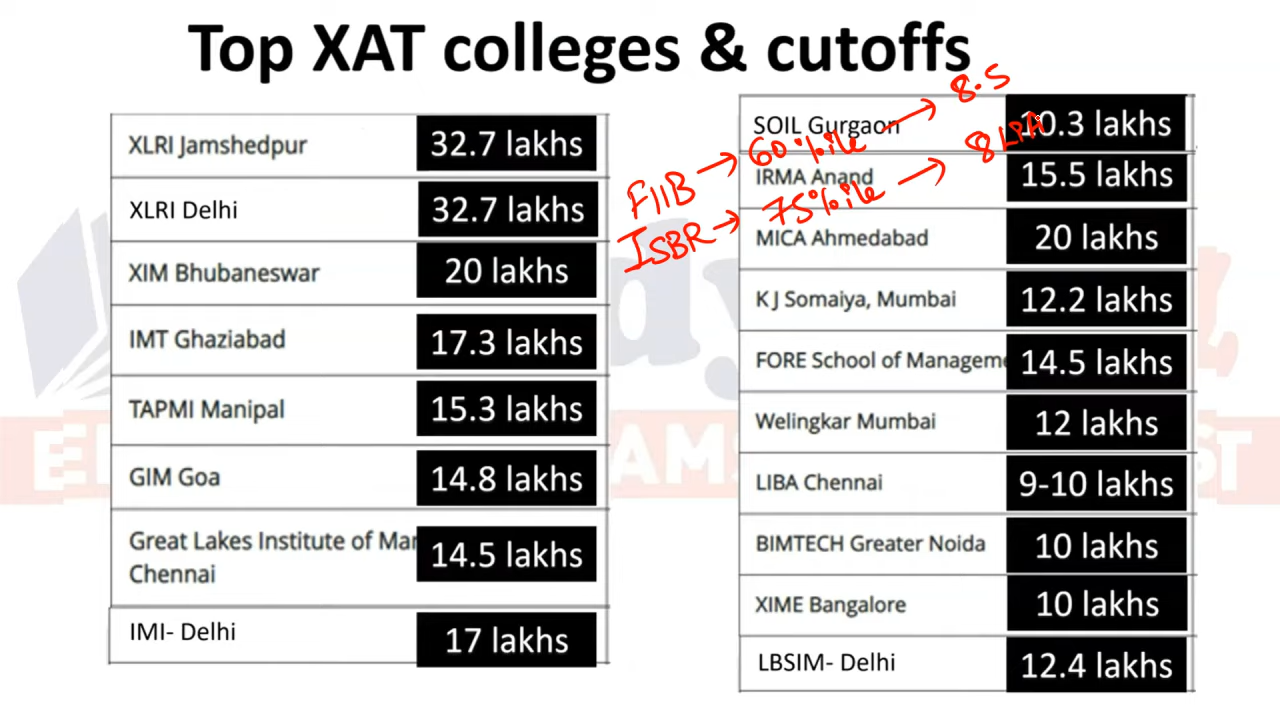 Top XAT colleges & cutoffs
XLRI Jamshedpur 32.7 lakhs
XLRI Delhi 32.7 lakhs
XIM Bhubaneswar 20 lakhs
IMT Ghaziabad 17.3 lakhs
TAPMI Manipal 15.3 lakhs
GIM Goa 14.8 lakhs
Great Lakes Institute of Mar
Chennai 14.5 lakhs
IMI- Delhi 17 lakhs
FIIB → 60%ile → 8.5
ISBR → 75%ile → 8 LPA
SOIL Gurgaon 10.3 lakhs
IRMA Anand 15.5 lakhs
MICA Ahmedabad 20 lakhs
K J Somaiya, Mumbai 12.2 lakhs
FORE School of Manageme 14.5 lakhs
Welingkar Mumbai 12 lakhs
LIBA Chennai 9-10 lakhs
BIMTECH Greater Noida 10 lakhs
XIME Bangalore 10 lakhs
LBSIM- Delhi 12.4 lakhs